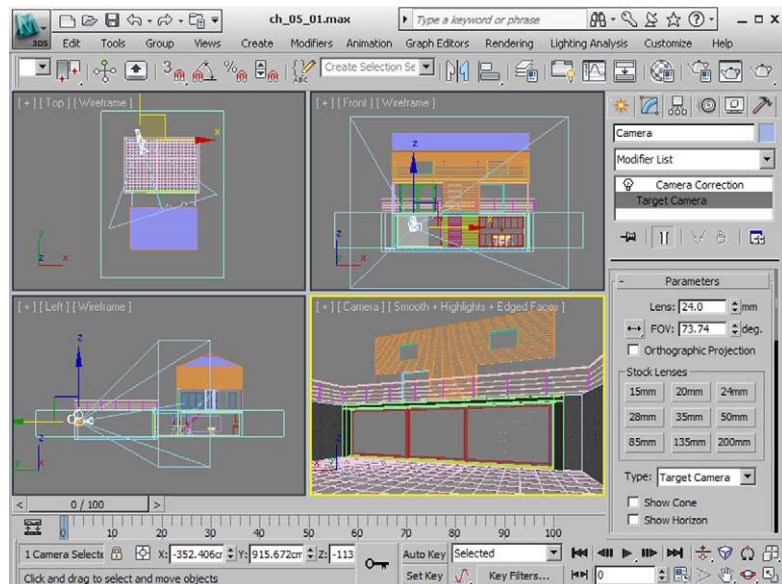 ch_05_01.max
Type a keyword or phrase
3DS
Edit Tools Group Views Create Modifiers Animation Graph Editors Rendering Lighting Analysis Customize Help
3 % ABC Create Selection Se
[ + ] [ Top ] [ Wireframe ]
[ + ] [ Front ] [ Wireframe ]
x
y
z x
z
x
z
y x
Camera
Modifier List
Camera Correction
Target Camera
[ + ] [ Left ] [ Wireframe ]
[ + ] [ Camera ] [ Smooth + Highlights + Edged Faces ]
z
y
z
y x
Parameters
Lens: 24.0 mm
FOV: 73.74 deg.
Orthographic Projection
Stock Lenses
15mm 20mm 24mm
28mm 35mm 50mm
85mm 135mm 200mm
Type: Target Camera
Show Cone
Show Horizon
< 0 / 100 >
0 10 20 30 40 50 60 70 80 90 100
1 Camera Selecte X: -352.406cr Y: 915.672cm Z: -113
Auto Key Selected
Click and drag to select and move objects
Set Key Key Filters... 0